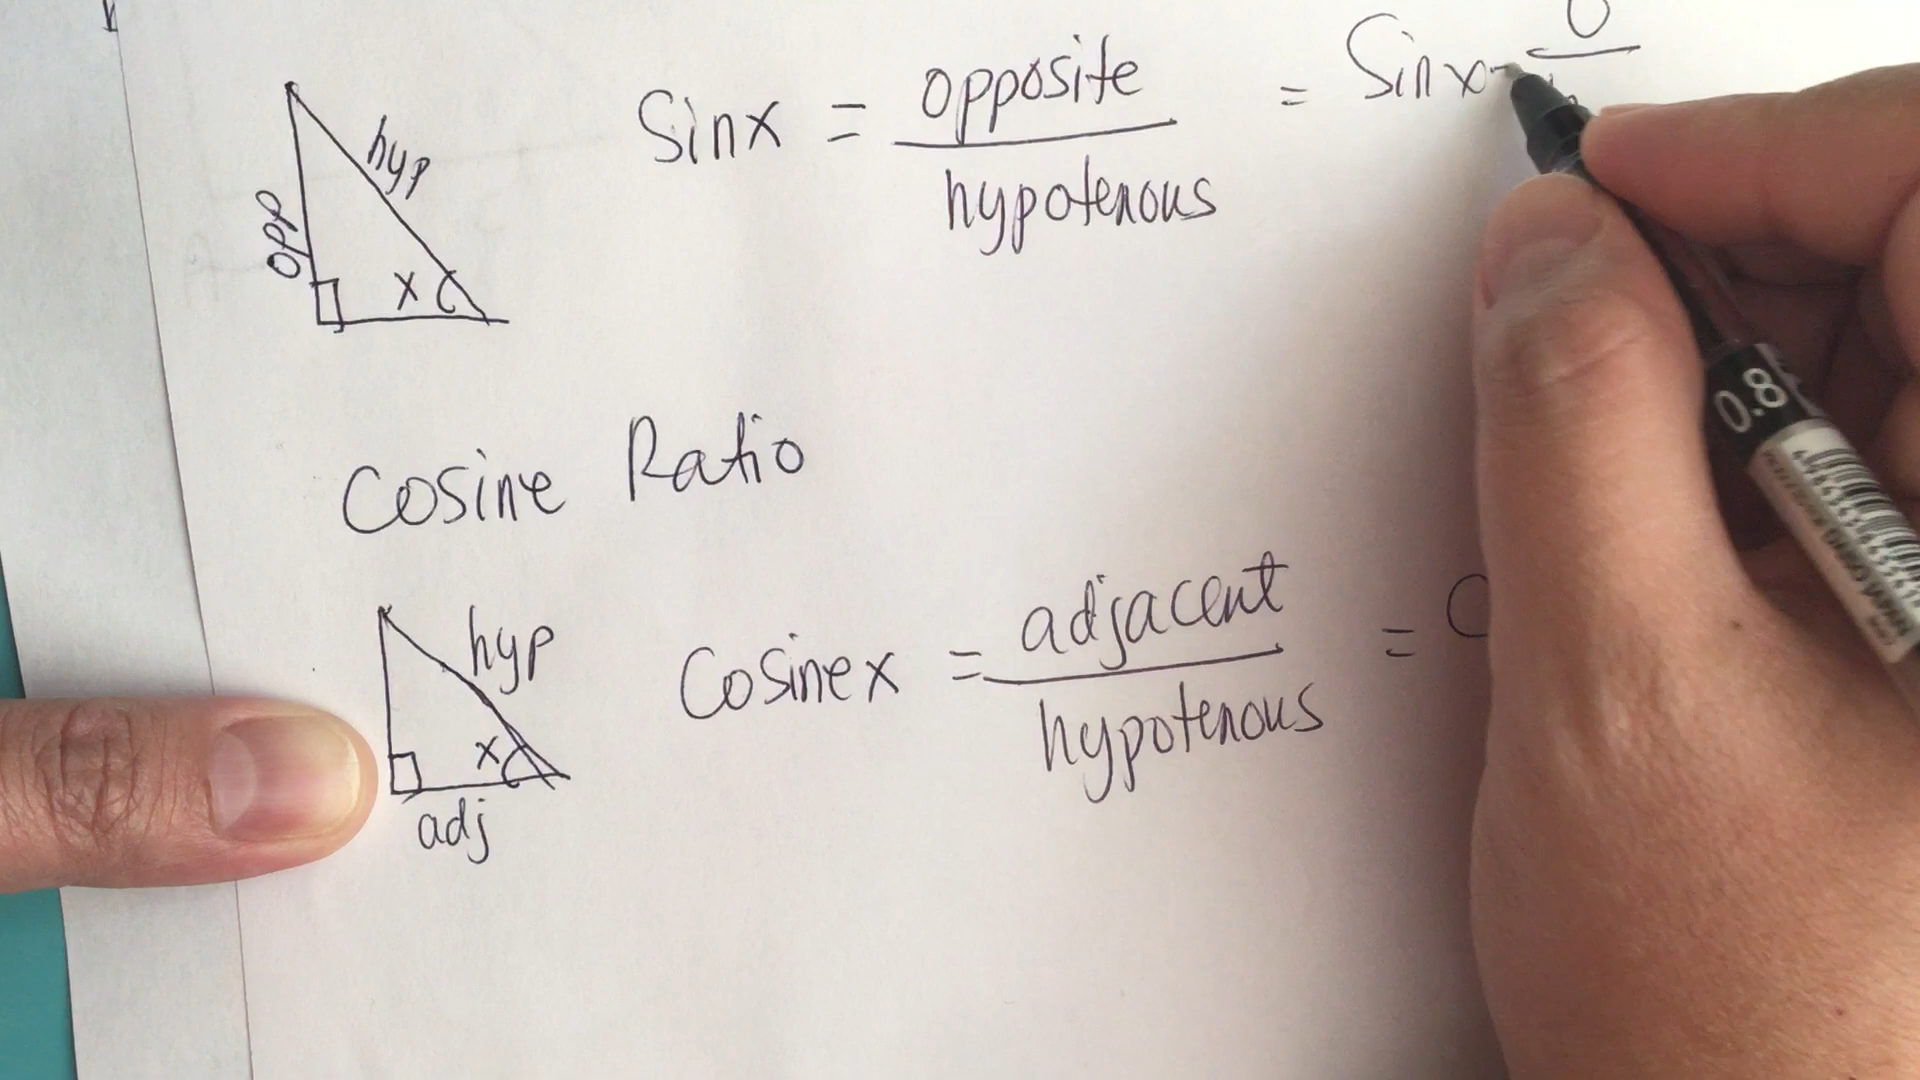 hyp
opp
x
Sinx = opposite / hypotenous = Sinx = O
Cosine Ratio
hyp
x
adj
Cosinex = adjacent / hypotenous = C
0.8